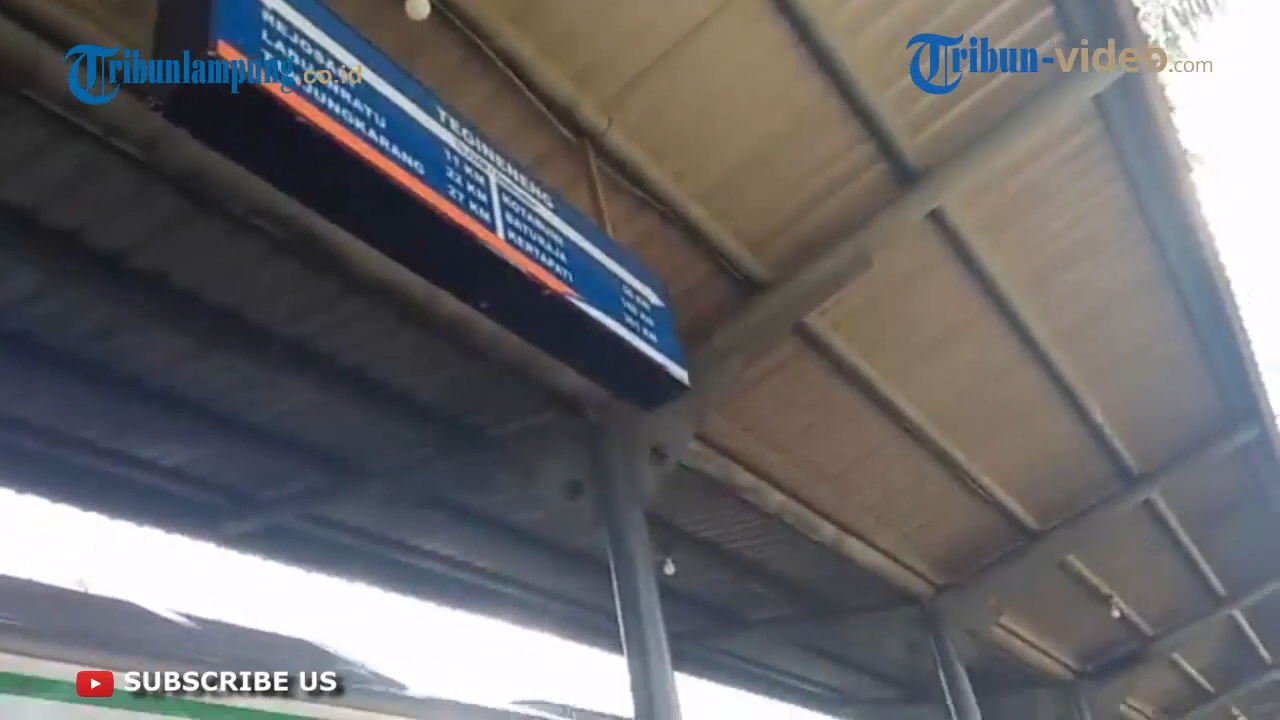 Tribunlampung.co.id
Tribun-video.com
TEGINENENG
REJOSARI 11 KM
LABUHANRATU 22 KM
TANJUNGKARANG 27 KM
KOTABUMI
BATURAJA
KERTAPATI
SUBSCRIBE US